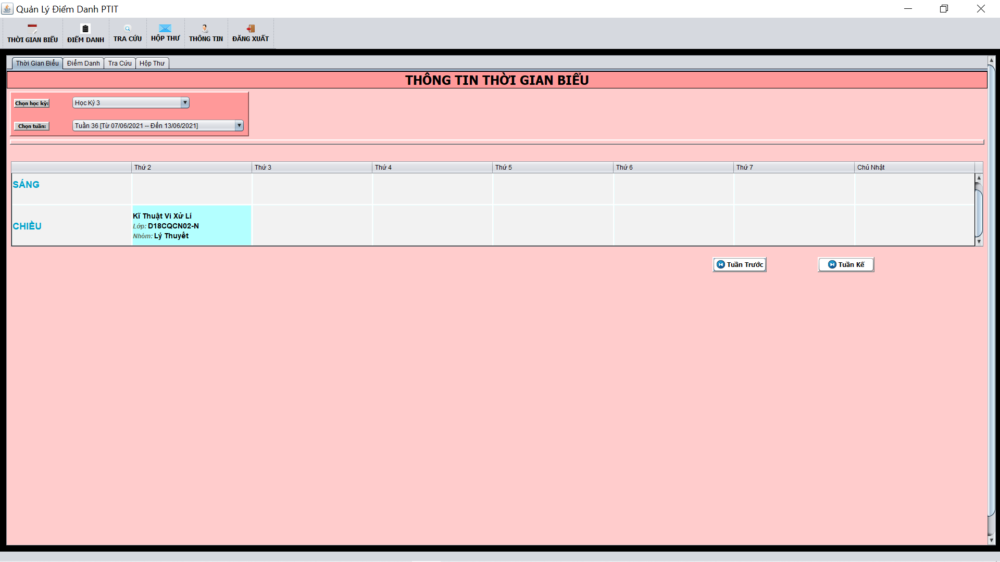 Quản Lý Điểm Danh PTIT
THỜI GIAN BIỂU
ĐIỂM DANH
TRA CỨU
HỘP THƯ
THÔNG TIN
ĐĂNG XUẤT
Thời Gian Biểu
Điểm Danh
Tra Cứu
Hộp Thư
THÔNG TIN THỜI GIAN BIỂU
Chọn học kỳ:
Học Kỳ 3
Chọn tuần:
Tuần 36 [Từ 07/06/2021 -- Đến 13/06/2021]
Thứ 2
Thứ 3
Thứ 4
Thứ 5
Thứ 6
Thứ 7
Chủ Nhật
SÁNG
CHIỀU
Kĩ Thuật Vi Xử Lí
Lớp: D18CQCN02-N
Nhóm: Lý Thuyết
Tuần Trước
Tuần Kế